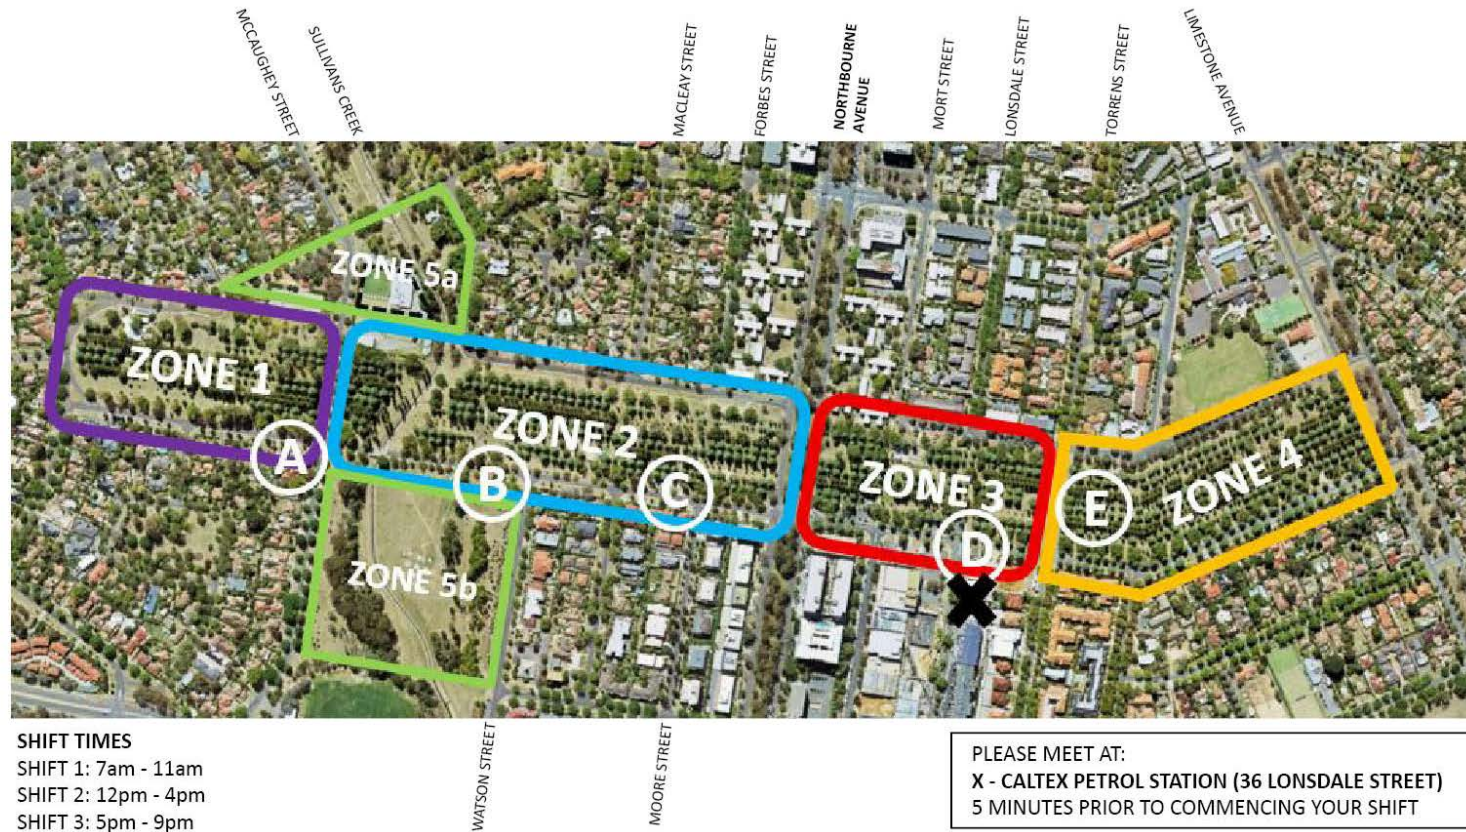 MCCAUGHEY STREET
SULLIVANS CREEK
MACLEAY STREET
FORBES STREET
NORTHBOURNE
AVENUE
MORT STREET
LONSDALE STREET
TORRENS STREET
LIMESTONE AVENUE
ZONE 5a
ZONE 1
ZONE 2
ZONE 3
ZONE 4
A
B
C
D
E
ZONE 5b
X
WATSON STREET
MOORE STREET
SHIFT TIMES
SHIFT 1: 7am - 11am
SHIFT 2: 12pm - 4pm
SHIFT 3: 5pm - 9pm
PLEASE MEET AT:
X - CALTEX PETROL STATION (36 LONSDALE STREET)
5 MINUTES PRIOR TO COMMENCING YOUR SHIFT